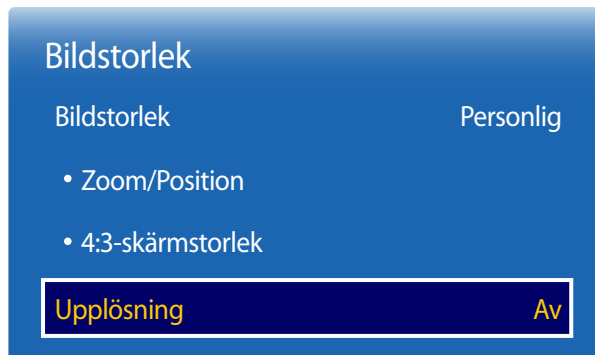 Bildstorlek
Bildstorlek Personlig
• Zoom/Position
• 4:3-skärmstorlek
Upplösning Av